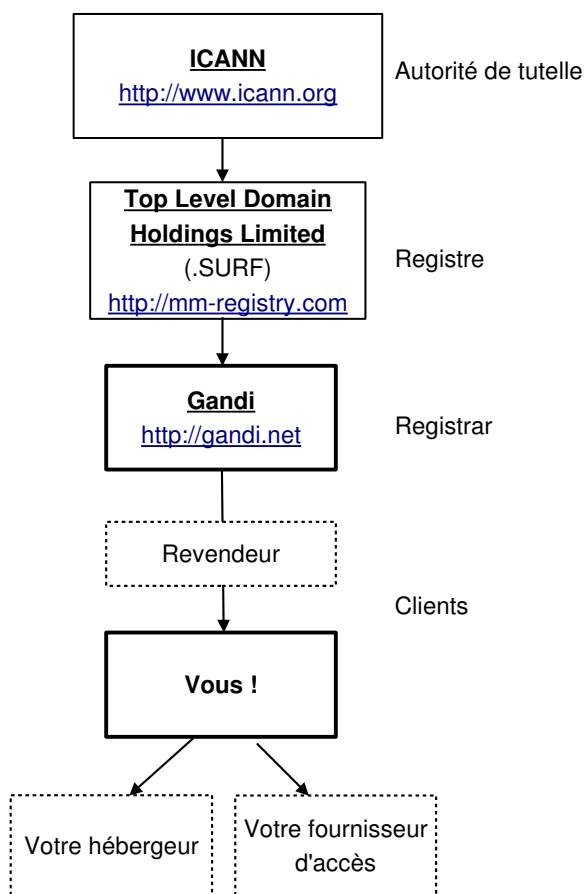 ICANN
http://www.icann.org
Autorité de tutelle
Top Level Domain
Holdings Limited
(.SURF)
http://mm-registry.com
Registre
Gandi
http://gandi.net
Registrar
Revendeur
Clients
Vous !
Votre hébergeur
Votre fournisseur
d'accès